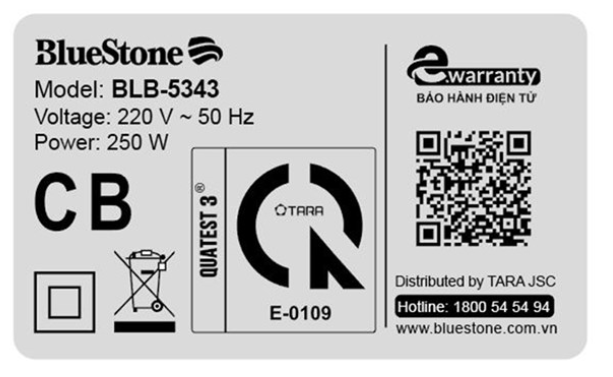 BlueStone
Model: BLB-5343
Voltage: 220 V ~ 50 Hz
Power: 250 W
CB
QUATEST 3®
TARA
E-0109
e.warranty
BẢO HÀNH ĐIỆN TỬ
Distributed by TARA JSC
Hotline: 1800 54 54 94
www.bluestone.com.vn